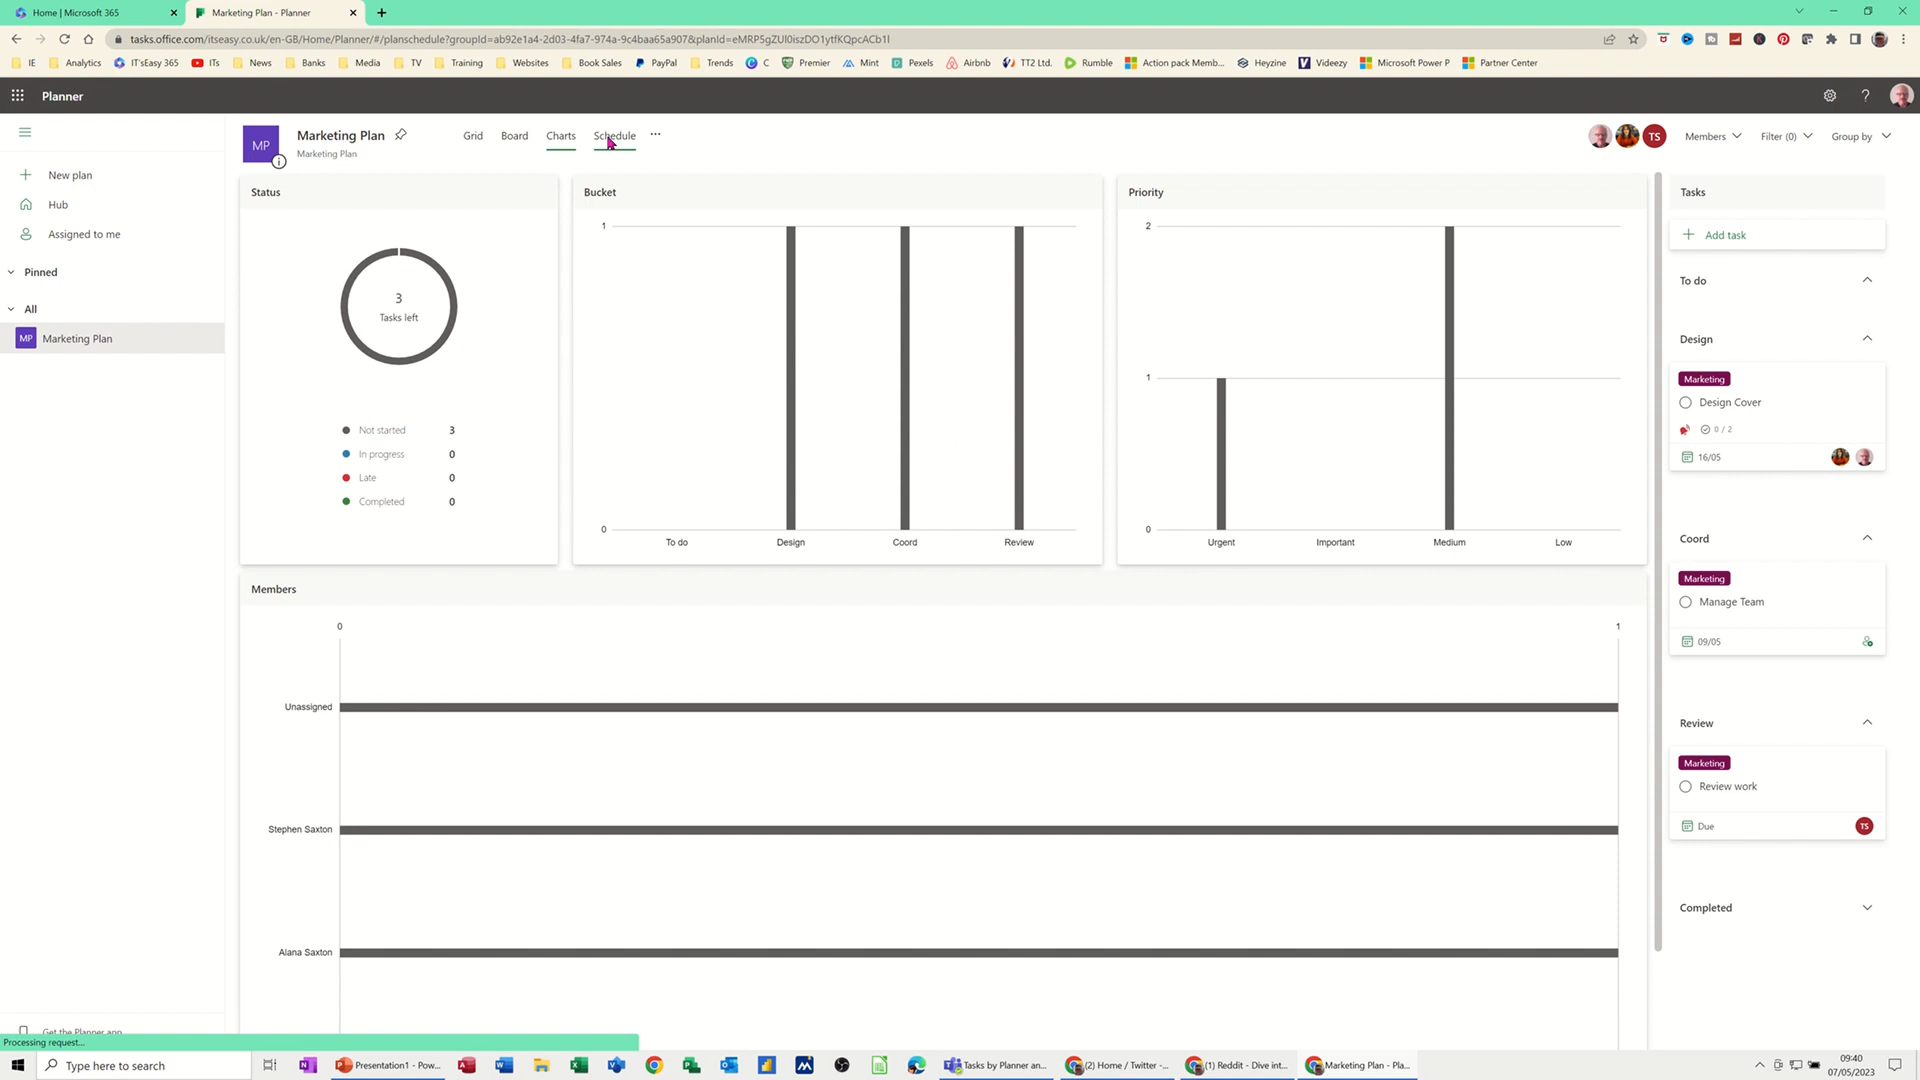 Home | Microsoft 365
Marketing Plan - Planner
tasks.office.com/itseasy.co.uk/en-GB/Home/Planner/#/planschedule?groupId=ab92e1a4-2d03-4fa7-974a-9c4baa65a907&planId=eMRP5gZUl0iszDO1ytfKQpcACb1I
IE
Analytics
IT'sEasy 365
ITs
News
Banks
Media
TV
Training
Websites
Book Sales
PayPal
Trends
C
Premier
Mint
Pexels
Airbnb
TT2 Ltd.
Rumble
Action pack Memb...
Heyzine
Videezy
Microsoft Power P
Partner Center
Planner
Marketing Plan
Marketing Plan
MP
Grid
Board
Charts
Schedule
TS
Members
Filter (0)
Group by
New plan
Hub
Assigned to me
Pinned
All
MP
Marketing Plan
Get the Planner app
Status
3
Tasks left
Not started 3
In progress 0
Late 0
Completed 0
Bucket
1
0
To do
Design
Coord
Review
Priority
2
1
0
Urgent
Important
Medium
Low
Members
0
1
Unassigned
Stephen Saxton
Alana Saxton
Tasks
Add task
To do
Design
Marketing
Design Cover
0 / 2
16/05
Coord
Marketing
Manage Team
09/05
Review
Marketing
Review work
Due
TS
Completed
Processing request...
Type here to search
Presentation1 - Pow...
Tasks by Planner an...
(2) Home / Twitter -...
(1) Reddit - Dive int...
Marketing Plan - Pla...
09:40
07/05/2023